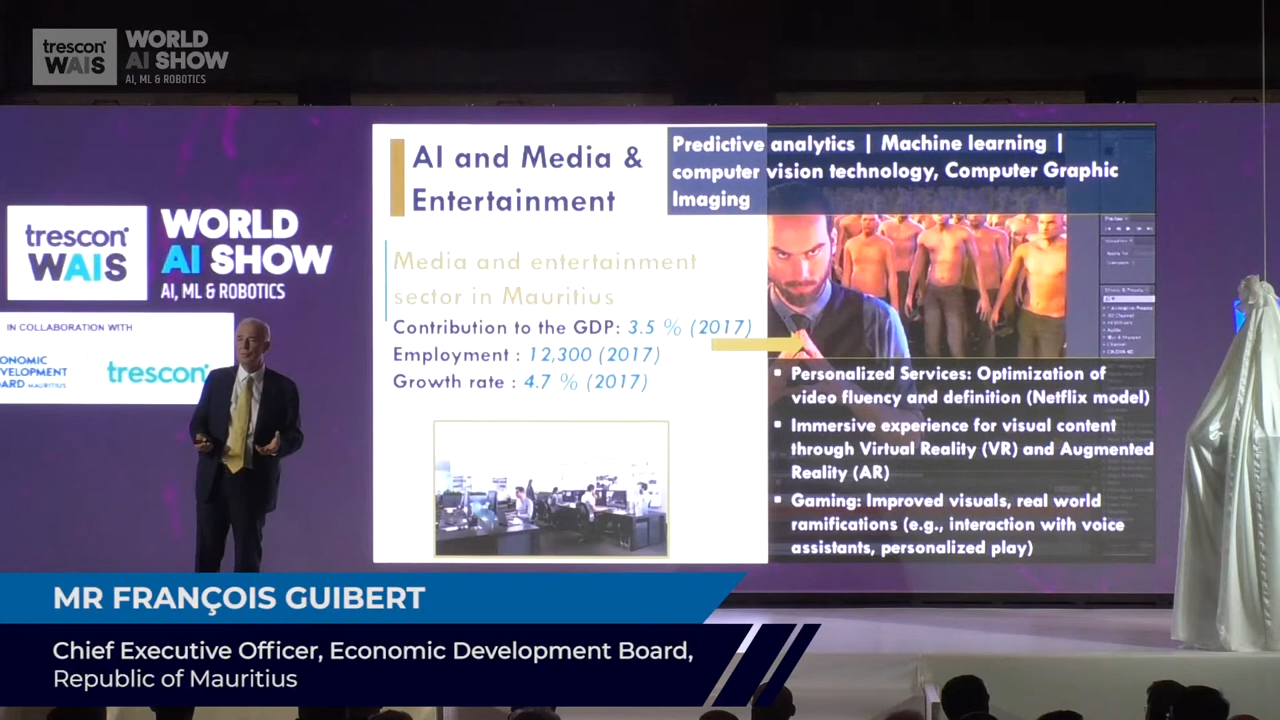 trescon
WAIS
WORLD
AI SHOW
AI, ML & ROBOTICS
trescon
WAIS
WORLD
AI SHOW
AI, ML & ROBOTICS
IN COLLABORATION WITH
ONOMIC
VELOPMENT
ARD MAURITIUS
trescon
AI and Media &
Entertainment
Media and entertainment
sector in Mauritius
Contribution to the GDP: 3.5 % (2017)
Employment : 12,300 (2017)
Growth rate : 4.7 % (2017)
Predictive analytics | Machine learning |
computer vision technology, Computer Graphic
Imaging
▪ Personalized Services: Optimization of
video fluency and definition (Netflix model)
▪ Immersive experience for visual content
through Virtual Reality (VR) and Augmented
Reality (AR)
▪ Gaming: Improved visuals, real world
ramifications (e.g., interaction with voice
assistants, personalized play)
MR FRANÇOIS GUIBERT
Chief Executive Officer, Economic Development Board,
Republic of Mauritius